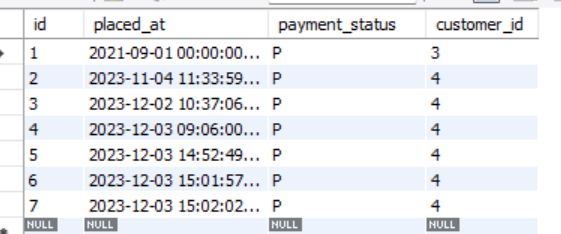 id placed_at payment_status customer_id
1 2021-09-01 00:00:00... P 3
2 2023-11-04 11:33:59... P 4
3 2023-12-02 10:37:06... P 4
4 2023-12-03 09:06:00... P 4
5 2023-12-03 14:52:49... P 4
6 2023-12-03 15:01:57... P 4
7 2023-12-03 15:02:02... P 4
NULL NULL NULL NULL